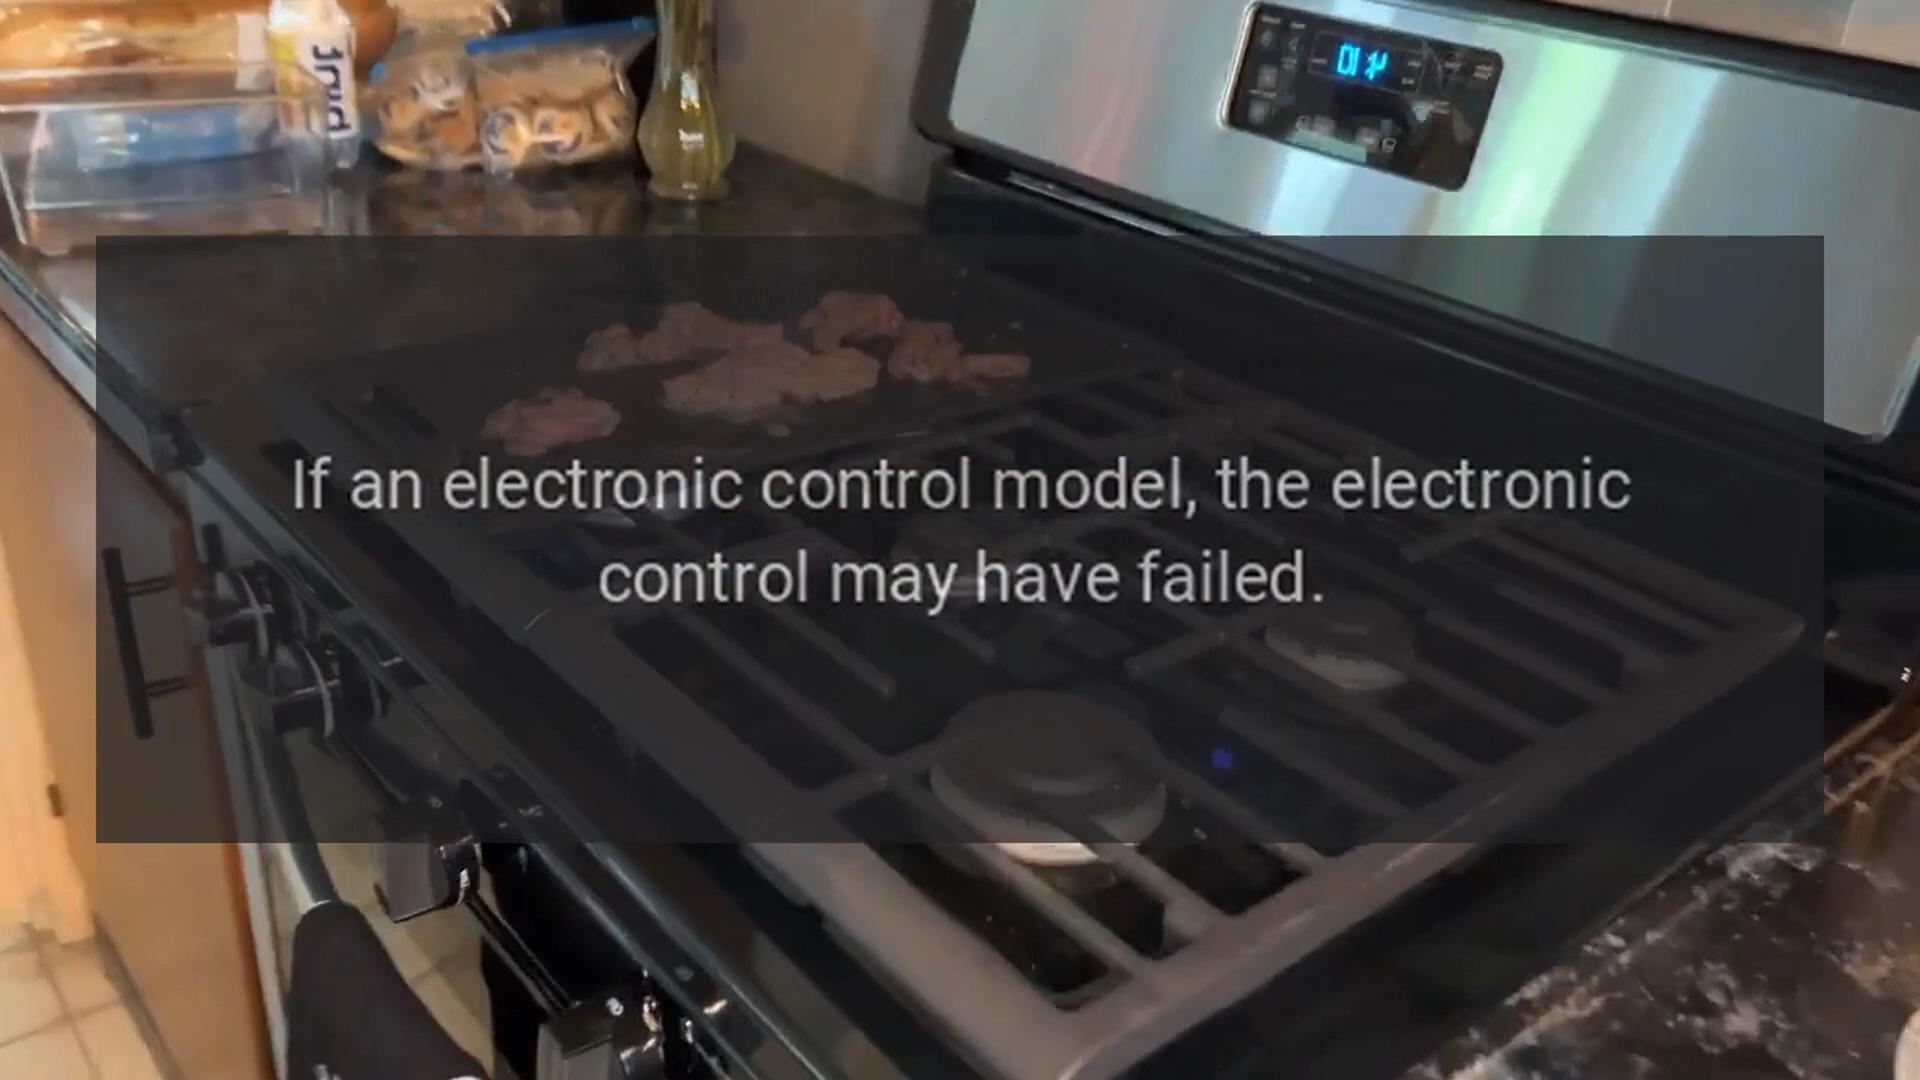 If an electronic control model, the electronic
control may have failed.